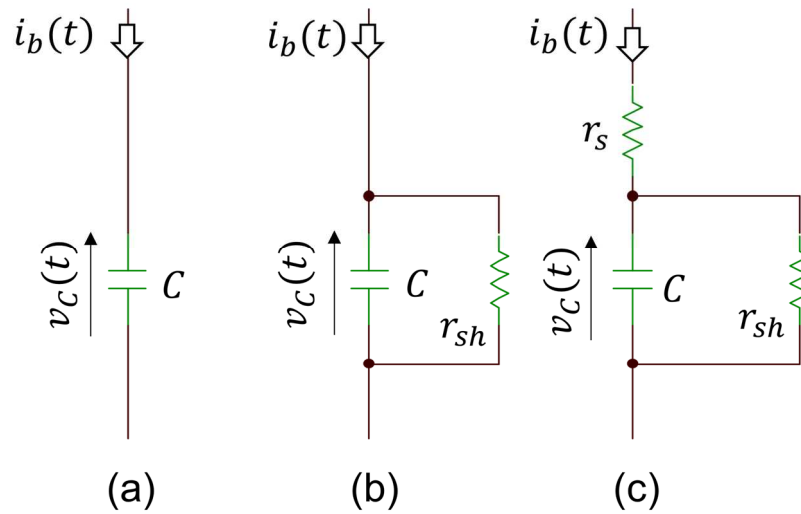 i_b(t) i_b(t) i_b(t)
r_s
v_C(t) C v_C(t) C v_C(t) C
r_sh r_sh
(a) (b) (c)